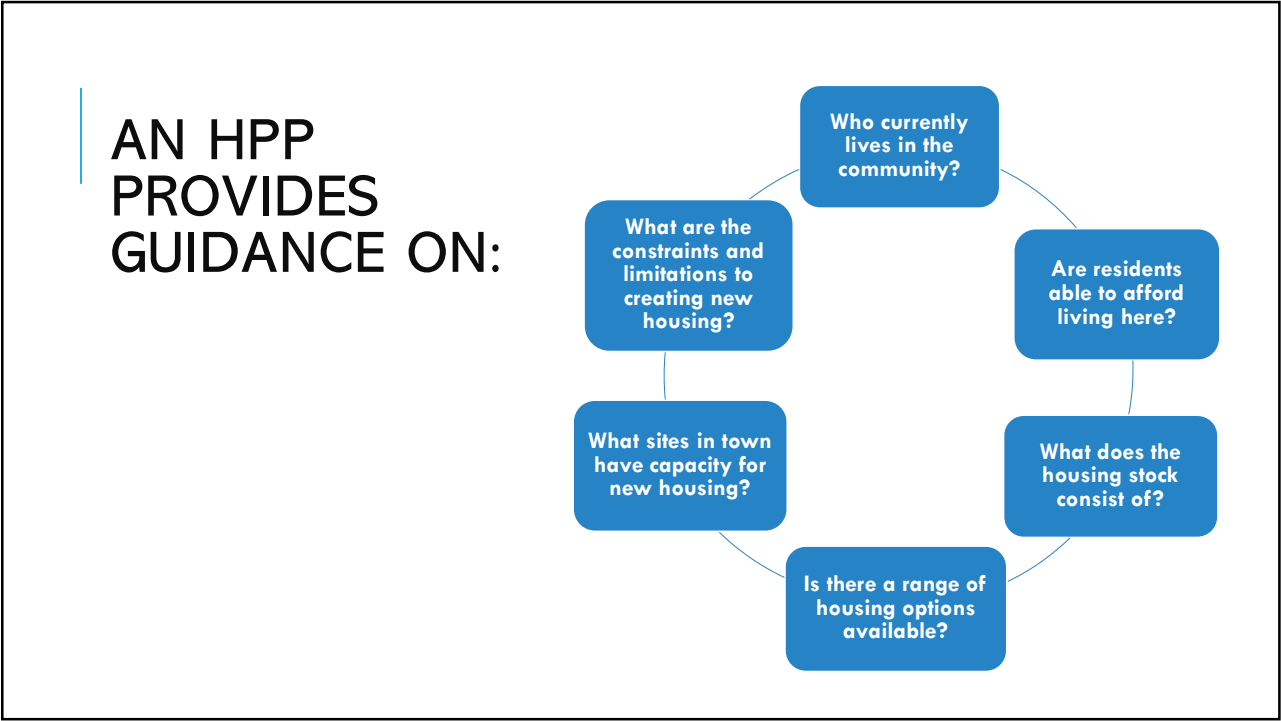 AN HPP
PROVIDES
GUIDANCE ON:
Who currently
lives in the
community?
Are residents
able to afford
living here?
What does the
housing stock
consist of?
Is there a range of
housing options
available?
What sites in town
have capacity for
new housing?
What are the
constraints and
limitations to
creating new
housing?